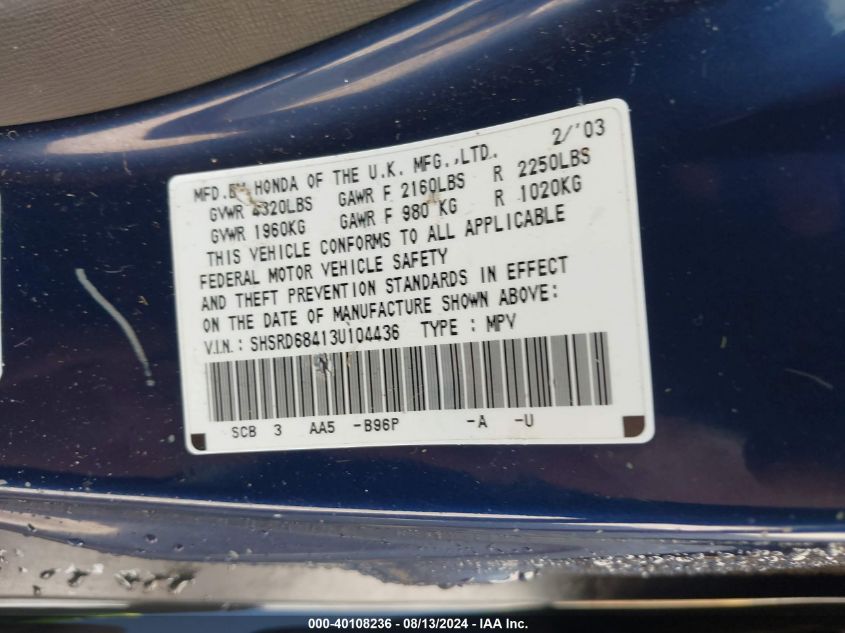 MFD. BY HONDA OF THE U.K. MFG.,LTD. 2/'03
GVWR 4320LBS GAWR F 2160LBS R 2250LBS
GVWR 1960KG GAWR F 980 KG R 1020KG
THIS VEHICLE CONFORMS TO ALL APPLICABLE
FEDERAL MOTOR VEHICLE SAFETY
AND THEFT PREVENTION STANDARDS IN EFFECT
ON THE DATE OF MANUFACTURE SHOWN ABOVE:
V.I.N.: SHSRD68413U104436 TYPE : MPV
SCB 3 AA5 -B96P -A -U
000-40108236 - 08/13/2024 - IAA Inc.